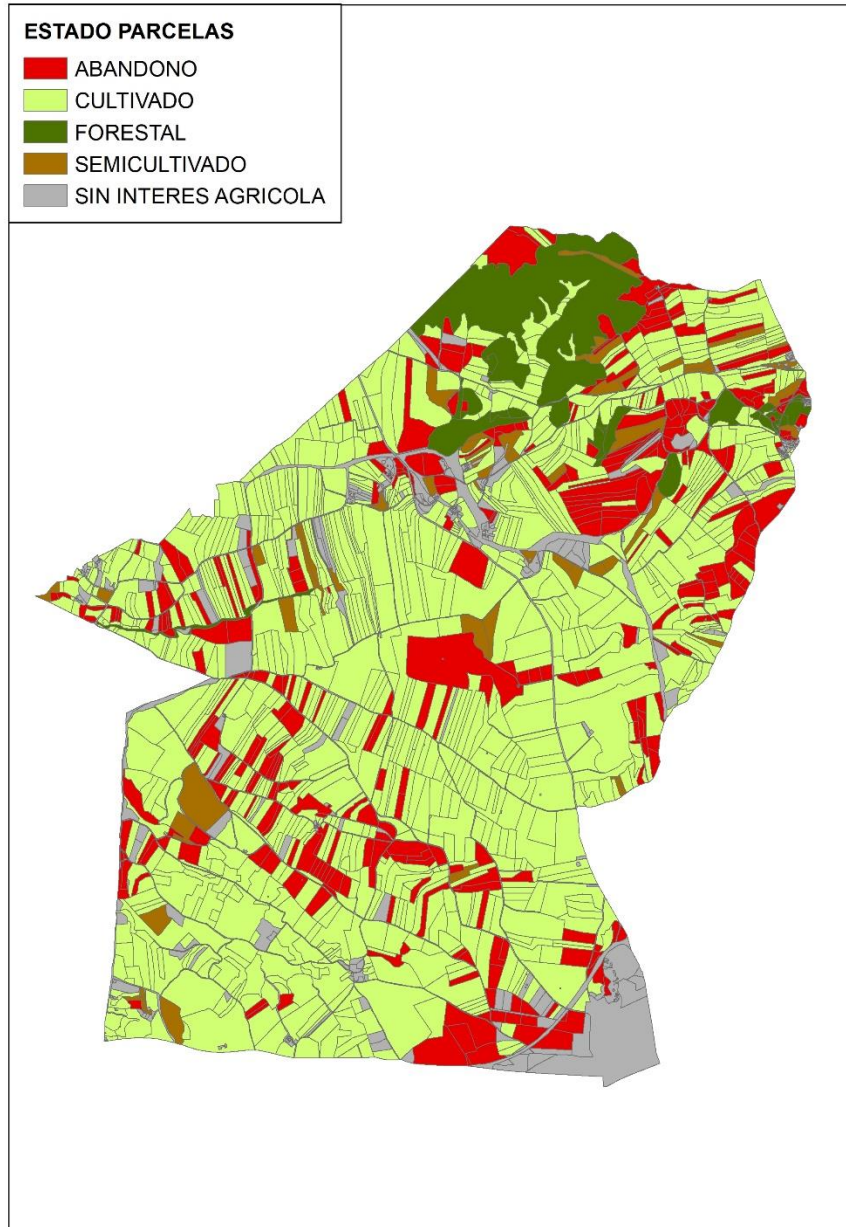 ESTADO PARCELAS
ABANDONO
CULTIVADO
FORESTAL
SEMICULTIVADO
SIN INTERES AGRICOLA